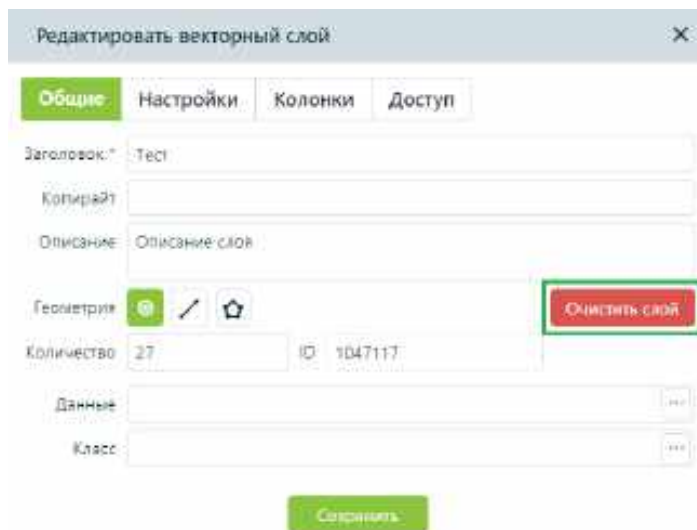 Редактировать векторный слой
Общие Настройки Колонки Доступ
Заголовок:* Тест
Копирайт
Описание Описание слоя
Геометрия Очистить слой
Количество 27 ID 1047117
Данные ...
Класс ...
Сохранить